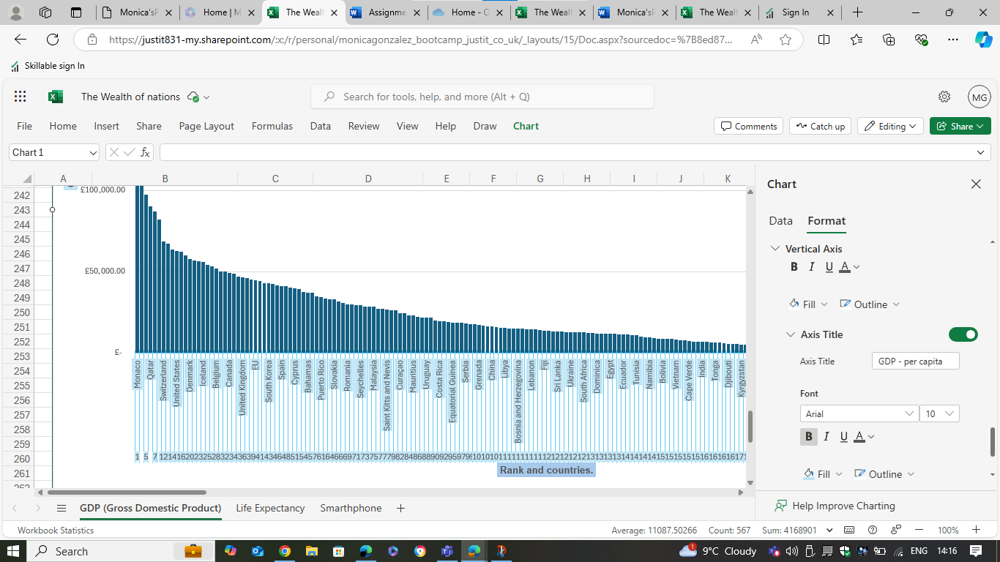 MG
Monica'sP
Home | M
The Wealt
Assignme
Home - O
The Wealt
Monica'sP
The Wealt
Sign In
https://justit831-my.sharepoint.com/:x:/r/personal/monicagonzalez_bootcamp_justit_co_uk/_layouts/15/Doc.aspx?sourcedoc=%7B8ed87...
Skillable sign In
The Wealth of nations
Search for tools, help, and more (Alt + Q)
MG
File Home Insert Share Page Layout Formulas Data Review View Help Draw Chart
Comments Catch up Editing Share
Chart 1
fx
A B C D E F G H I J K
242
243
244
245
246
247
248
249
250
251
252
253
254
255
256
257
258
259
260
261
262
£100,000.00
£50,000.00
£-
Monaco
Qatar
Switzerland
United States
Denmark
Iceland
Belgium
Canada
United Kingdom
EU
South Korea
Spain
Cyprus
Bahamas
Puerto Rico
Slovakia
Romania
Seychelles
Malaysia
Saint Kitts and Nevis
Curaçao
Mauritius
Uruguay
Costa Rica
Equatorial Guinea
Serbia
Grenada
China
Libya
Bosnia and Herzegovina
Lebanon
Fiji
Sri Lanka
Ukraine
South Africa
Dominica
Egypt
Ecuador
Tunisia
Namibia
Bolivia
Vietnam
Cape Verde
India
Tonga
Djibouti
Kyrgyzstan
1 5 7
Rank and countries.
Chart
Data Format
Vertical Axis
B I U A
Fill Outline
Axis Title
Axis Title GDP - per capita
Font
Arial 10
B I U A
Fill Outline
Help Improve Charting
GDP (Gross Domestic Product) Life Expectancy Smarthphone
Workbook Statistics
Average: 11087.50266 Count: 567 Sum: 4168901
100%
Search
1
9°C Cloudy
ENG 14:16